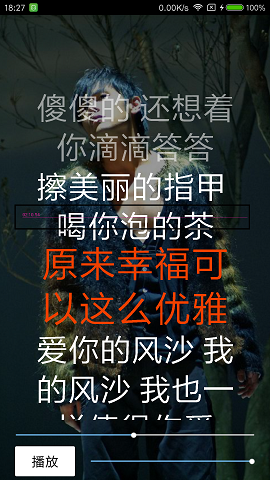 18:27
0.00K/s
100%
傻傻的 还想着
你滴滴答答
擦美丽的指甲
喝你泡的茶
原来幸福可
以这么优雅
爱你的风沙 我
的风沙 我也一
播放